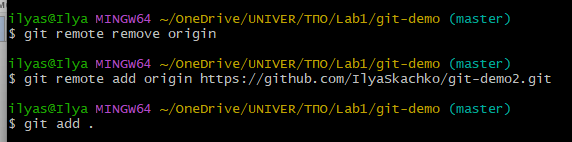 ilyas@Ilya MINGW64 ~/OneDrive/UNIVER/ТПО/Lab1/git-demo (master)
$ git remote remove origin
ilyas@Ilya MINGW64 ~/OneDrive/UNIVER/ТПО/Lab1/git-demo (master)
$ git remote add origin https://github.com/IlyaSkachko/git-demo2.git
ilyas@Ilya MINGW64 ~/OneDrive/UNIVER/ТПО/Lab1/git-demo (master)
$ git add .